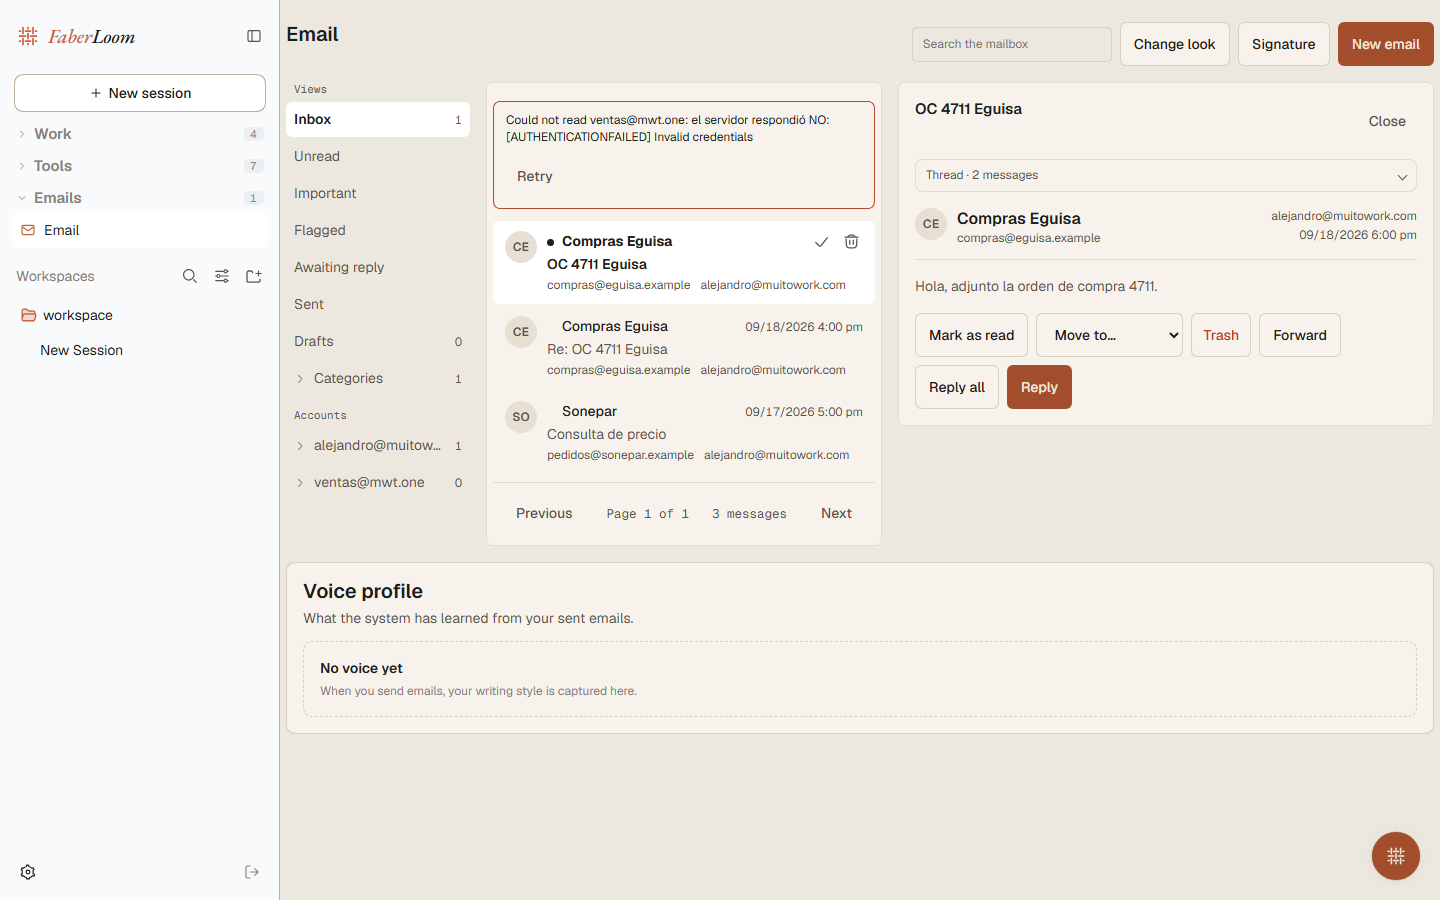 FaberLoom
New session
Work 4
Tools 7
Emails 1
Email
Workspaces
workspace
New Session
Email
Search the mailbox
Change look
Signature
New email
Views
Inbox 1
Unread
Important
Flagged
Awaiting reply
Sent
Drafts 0
Categories 1
Accounts
alejandro@muitow... 1
ventas@mwt.one 0
Could not read ventas@mwt.one: el servidor respondió NO:
[AUTHENTICATIONFAILED] Invalid credentials
Retry
CE
Compras Eguisa
OC 4711 Eguisa
compras@eguisa.example alejandro@muitowork.com
CE
Compras Eguisa 09/18/2026 4:00 pm
Re: OC 4711 Eguisa
compras@eguisa.example alejandro@muitowork.com
SO
Sonepar 09/17/2026 5:00 pm
Consulta de precio
pedidos@sonepar.example alejandro@muitowork.com
Previous Page 1 of 1 3 messages Next
OC 4711 Eguisa
Close
Thread · 2 messages
CE
Compras Eguisa alejandro@muitowork.com
compras@eguisa.example 09/18/2026 6:00 pm
Hola, adjunto la orden de compra 4711.
Mark as read Move to... Trash Forward
Reply all Reply
Voice profile
What the system has learned from your sent emails.
No voice yet
When you send emails, your writing style is captured here.